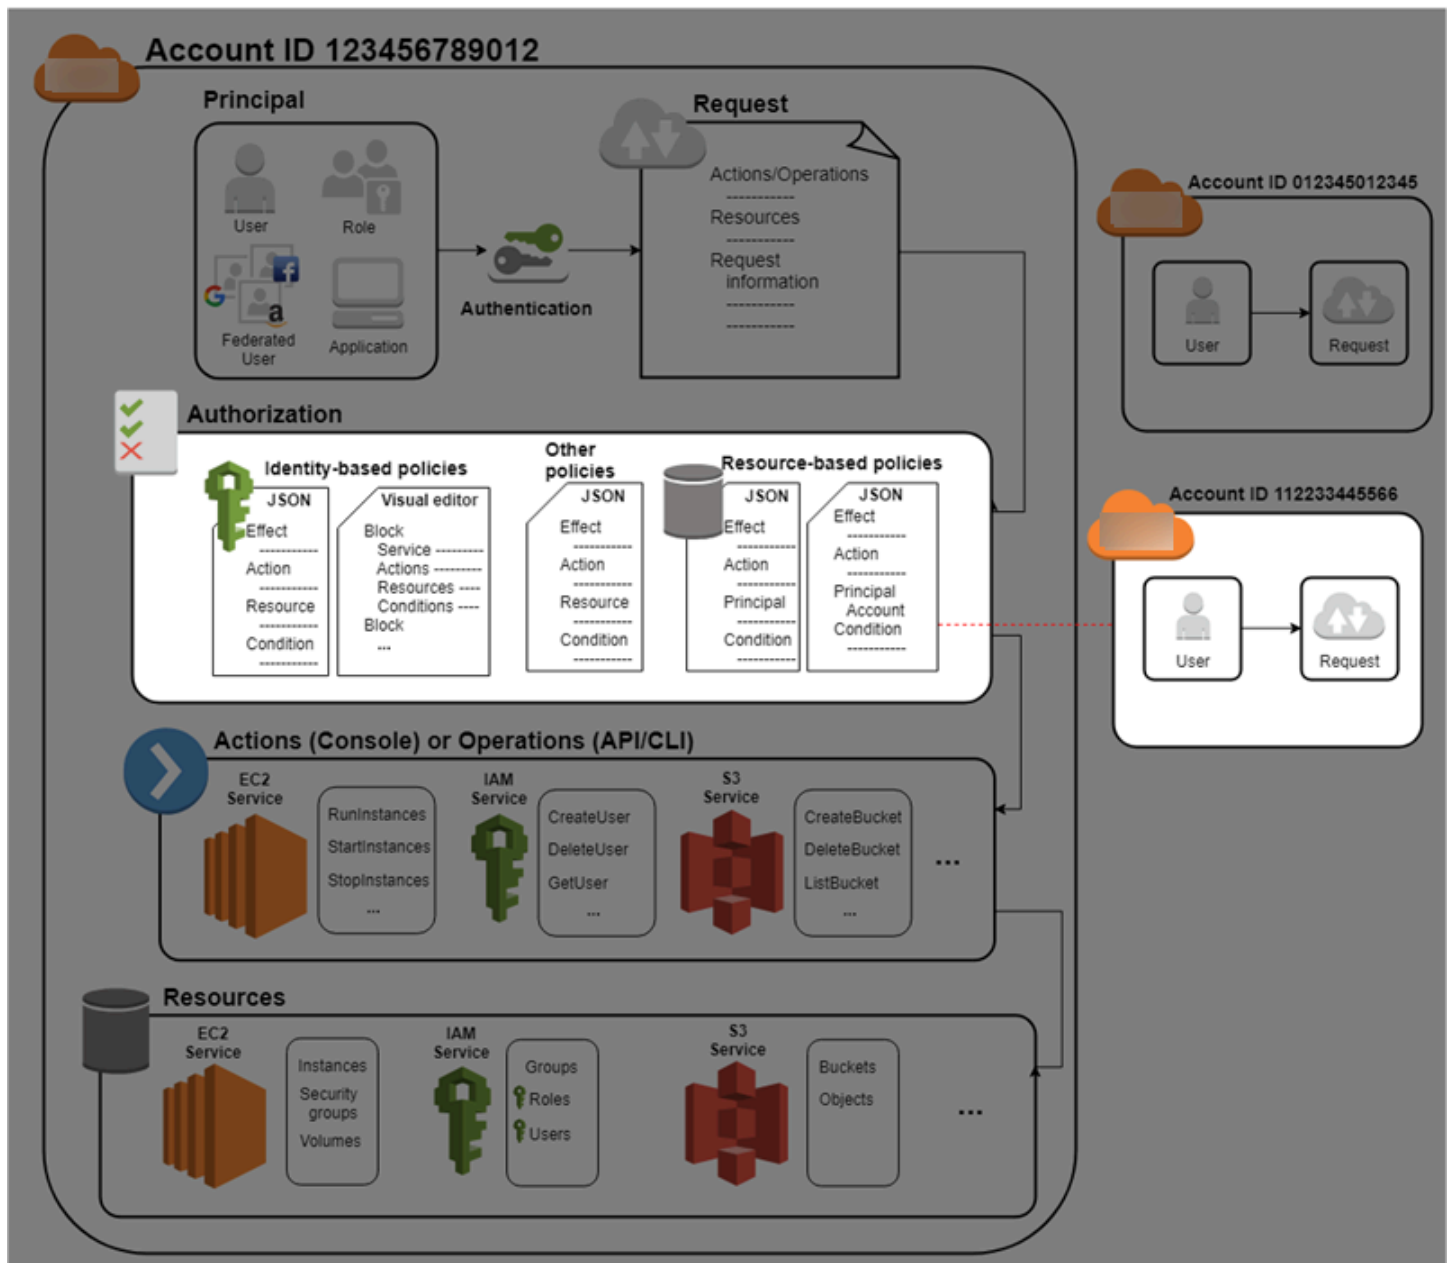 Account ID 123456789012
Principal
User
Role
Federated
User
Application
Authentication
Request
Actions/Operations
-----------
Resources
-----------
Request
information
-----------
-----------
Account ID 012345012345
User
Request
Authorization
Identity-based policies
JSON
Effect
-----------
Action
-----------
Resource
-----------
Condition
-----------
Visual editor
Block
Service ---------
Actions ---------
Resources ----
Conditions ----
Block
...
Other
policies
JSON
Effect
-----------
Action
-----------
Resource
-----------
Condition
-----------
Resource-based policies
JSON
Effect
-----------
Action
-----------
Principal
-----------
Condition
-----------
JSON
Effect
-----------
Action
-----------
Principal
Account
Condition
-----------
Account ID 112233445566
User
Request
Actions (Console) or Operations (API/CLI)
EC2
Service
RunInstances
StartInstances
StopInstances
...
IAM
Service
CreateUser
DeleteUser
GetUser
...
S3
Service
CreateBucket
DeleteBucket
ListBucket
...
...
Resources
EC2
Service
Instances
Security
groups
Volumes
IAM
Service
Groups
Roles
Users
S3
Service
Buckets
Objects
...